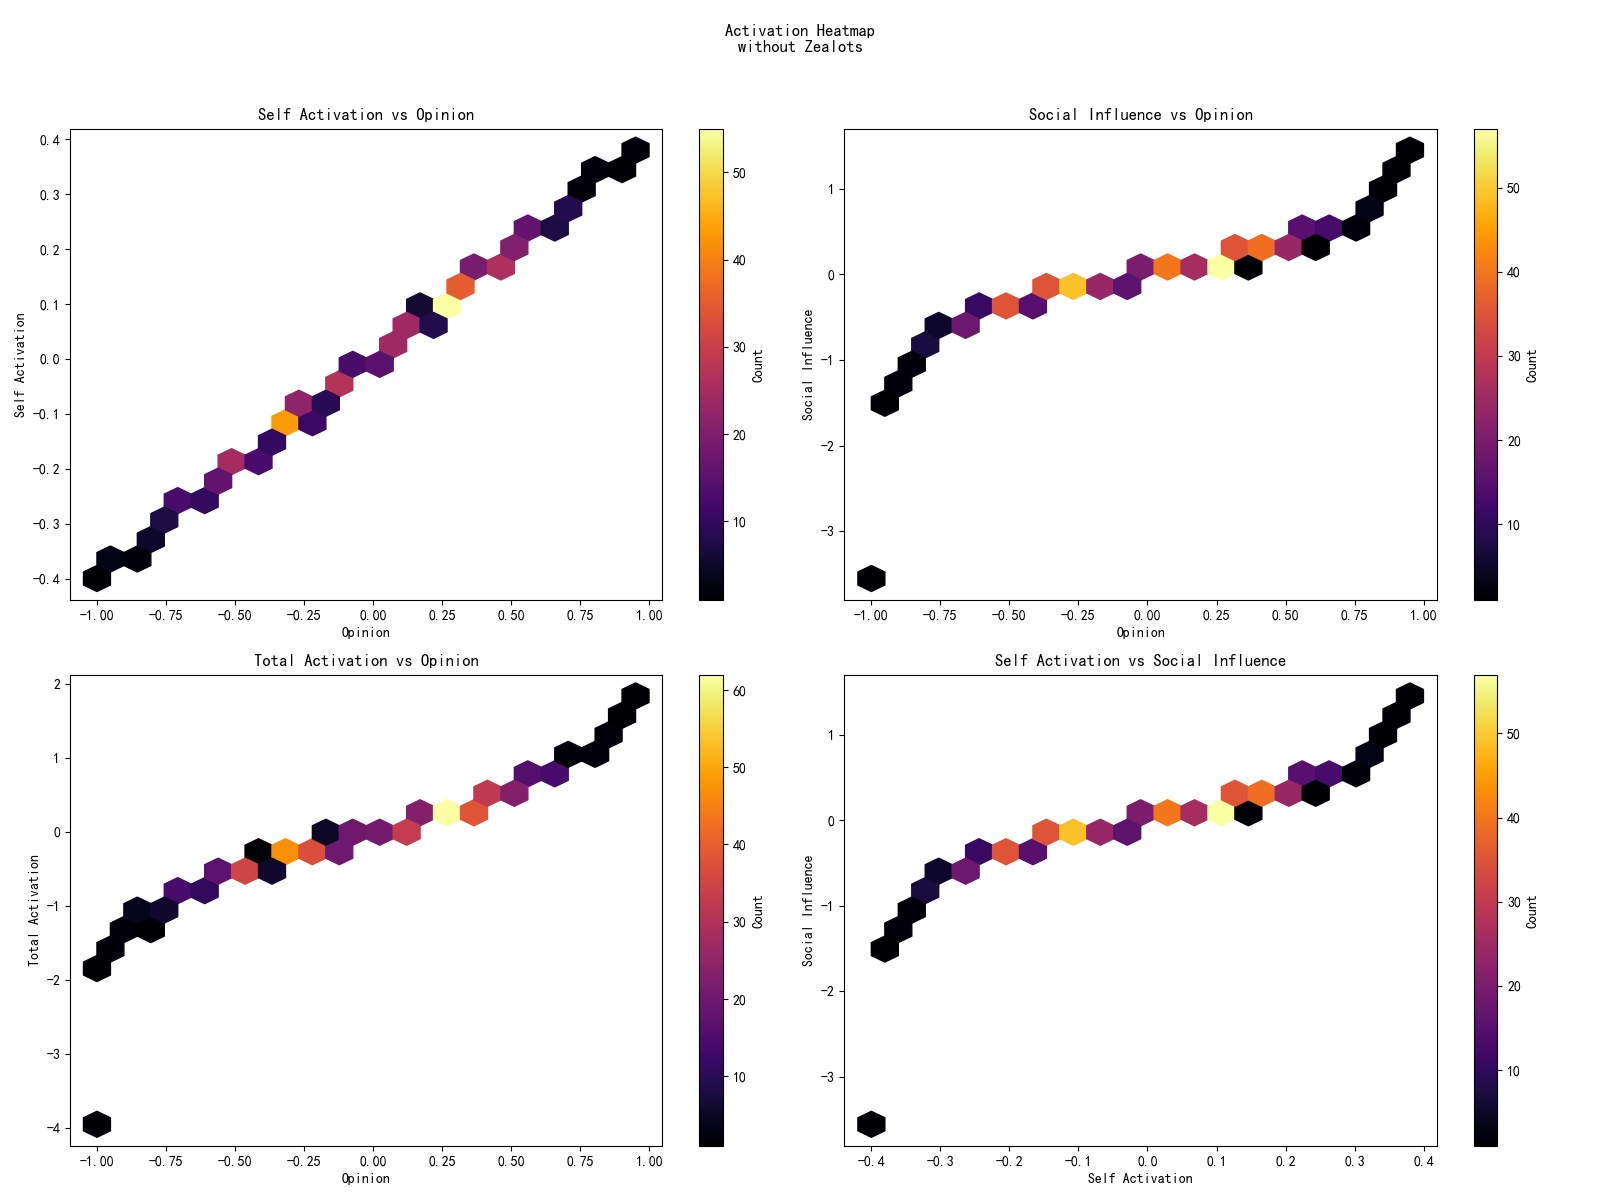 Activation Heatmap
without Zealots
Self Activation vs Opinion
0.4
0.3
0.2
0.1
0.0
−0.1
−0.2
−0.3
−0.4
Self Activation
−1.00 −0.75 −0.50 −0.25 0.00 0.25 0.50 0.75 1.00
Opinion
50
40
30
20
10
Count
Social Influence vs Opinion
1
0
−1
−2
−3
Social Influence
−1.00 −0.75 −0.50 −0.25 0.00 0.25 0.50 0.75 1.00
Opinion
50
40
30
20
10
Count
Total Activation vs Opinion
2
1
0
−1
−2
−3
−4
Total Activation
−1.00 −0.75 −0.50 −0.25 0.00 0.25 0.50 0.75 1.00
Opinion
60
50
40
30
20
10
Count
Self Activation vs Social Influence
1
0
−1
−2
−3
Social Influence
−0.4 −0.3 −0.2 −0.1 0.0 0.1 0.2 0.3 0.4
Self Activation
50
40
30
20
10
Count